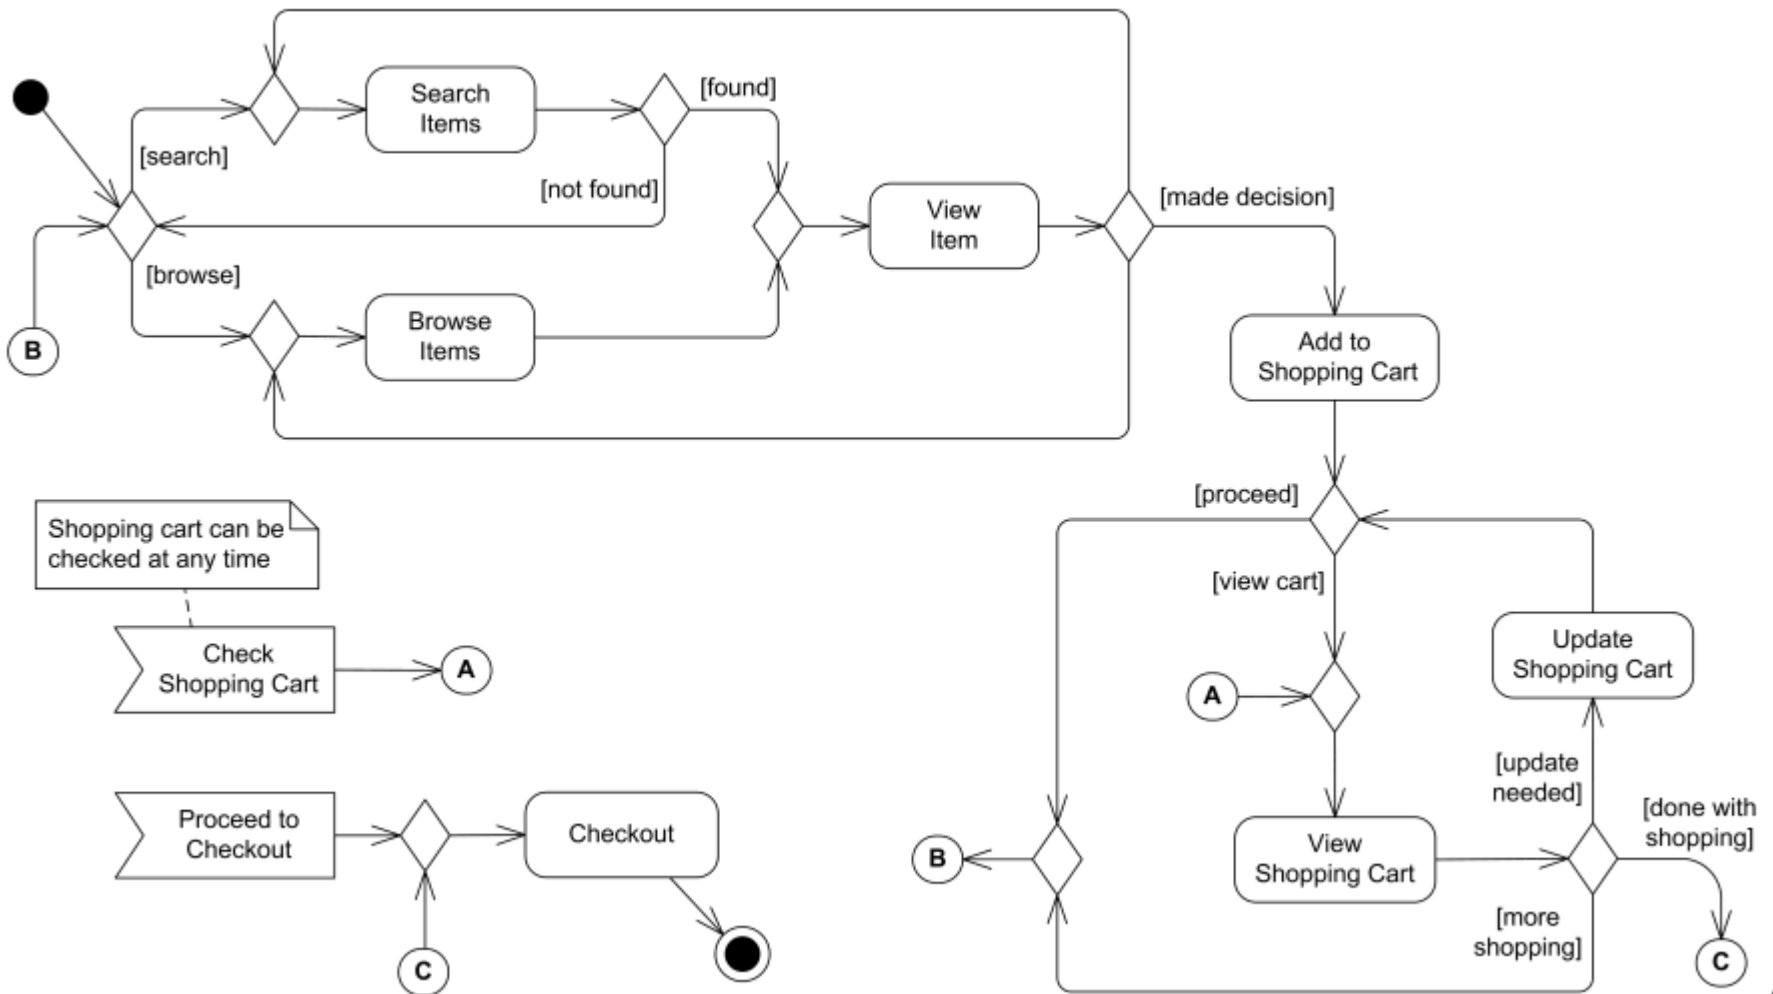 Search
Items
[found]
[search]
[not found]
View
Item
[made decision]
[browse]
B
Browse
Items
Add to
Shopping Cart
[proceed]
Shopping cart can be
checked at any time
[view cart]
Check
Shopping Cart
A
A
Update
Shopping Cart
[update
needed]
[done with
shopping]
Proceed to
Checkout
Checkout
B
View
Shopping Cart
[more
shopping]
C
C